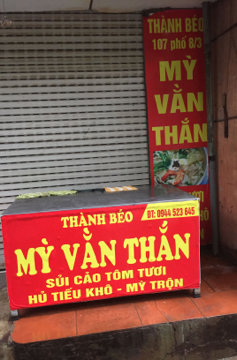 THÀNH BÉO
107 phố 8/3
MỲ
VẰN
THẮN
THÀNH BÉO
ĐT: 0944 523 645
MỲ VẰN THẮN
SỦI CẢO TÔM TƯƠI
HỦ TIẾU KHÔ - MỲ TRỘN